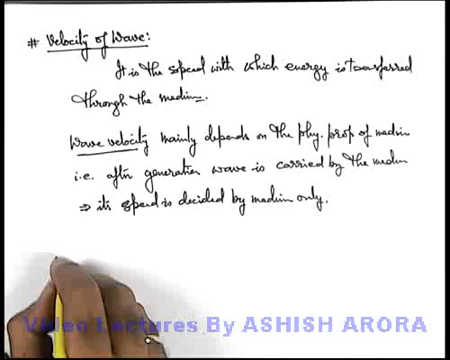 # Velocity of Wave:
It is the speed with which energy is transferred
through the medium.
Wave velocity mainly depends on the phy. prop of medium
i.e. after generation wave is carried by the medium
⇒ its speed is decided by medium only.
Video Lectures By ASHISH ARORA